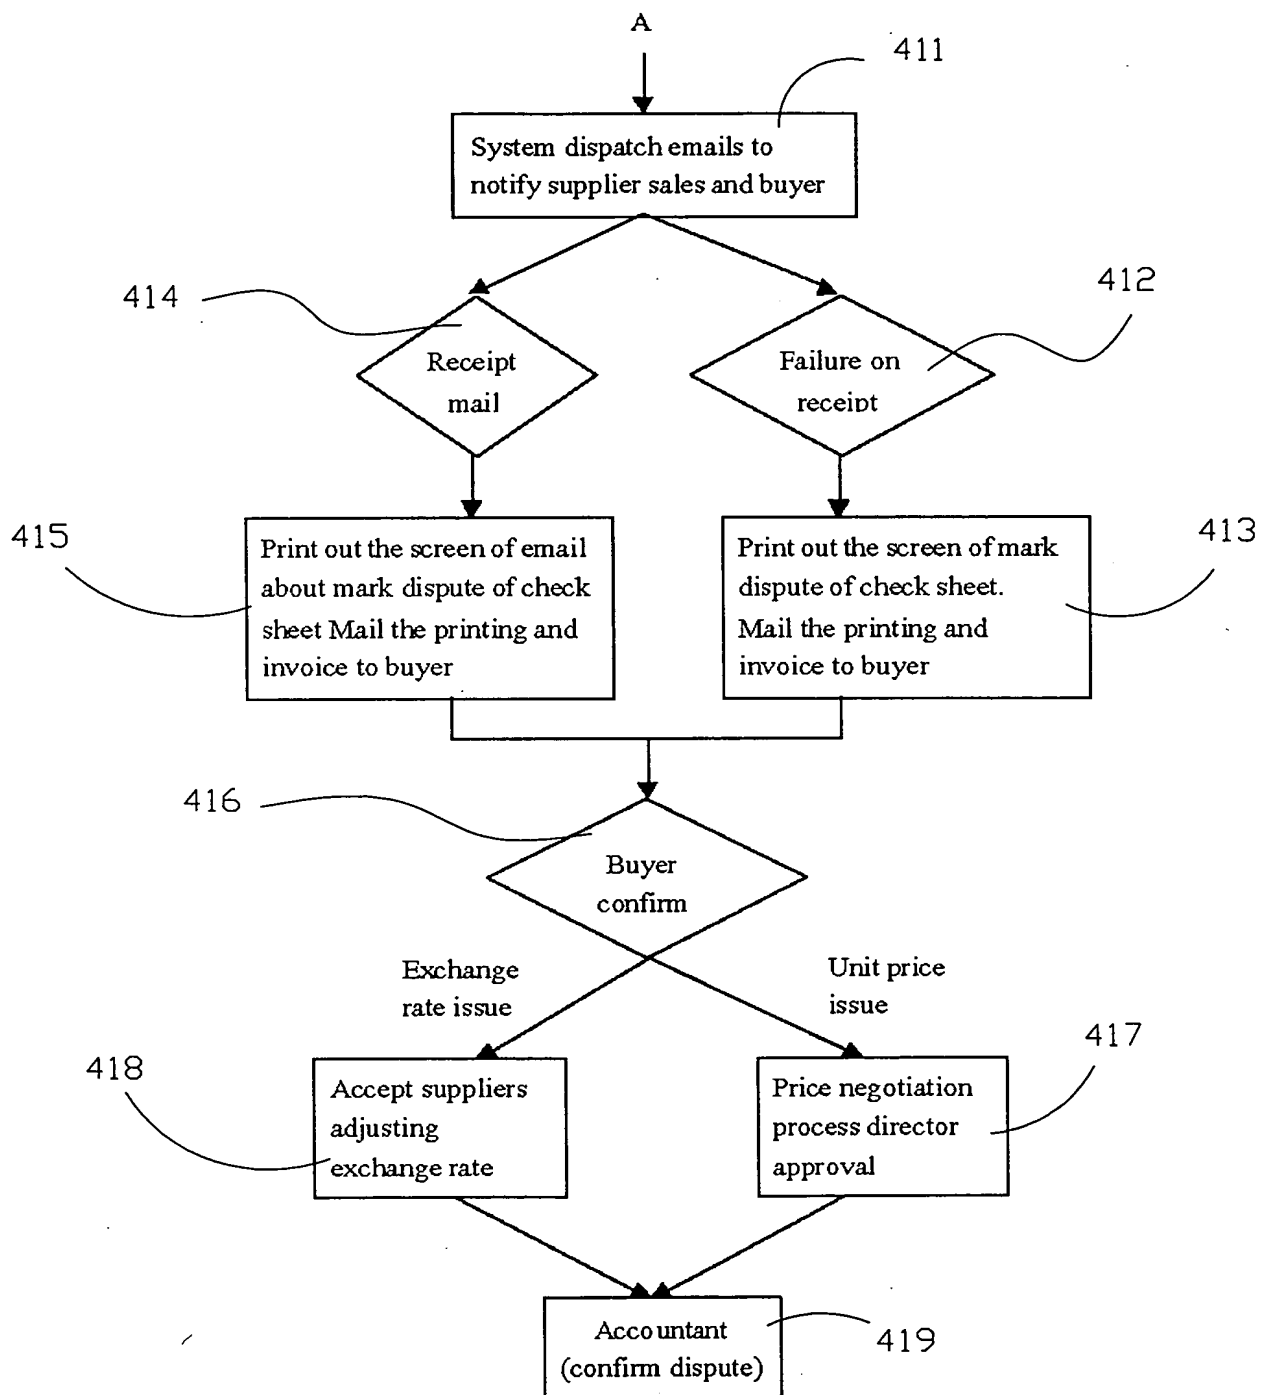 A
411
System dispatch emails to
notify supplier sales and buyer
414
412
Receipt
mail
Failure on
receipt
415
Print out the screen of email
about mark dispute of check
sheet Mail the printing and
invoice to buyer
Print out the screen of mark
dispute of check sheet.
Mail the printing and
invoice to buyer
413
416
Buyer
confirm
Exchange
rate issue
Unit price
issue
418
Accept suppliers
adjusting
exchange rate
Price negotiation
process director
approval
417
Accountant
(confirm dispute)
419